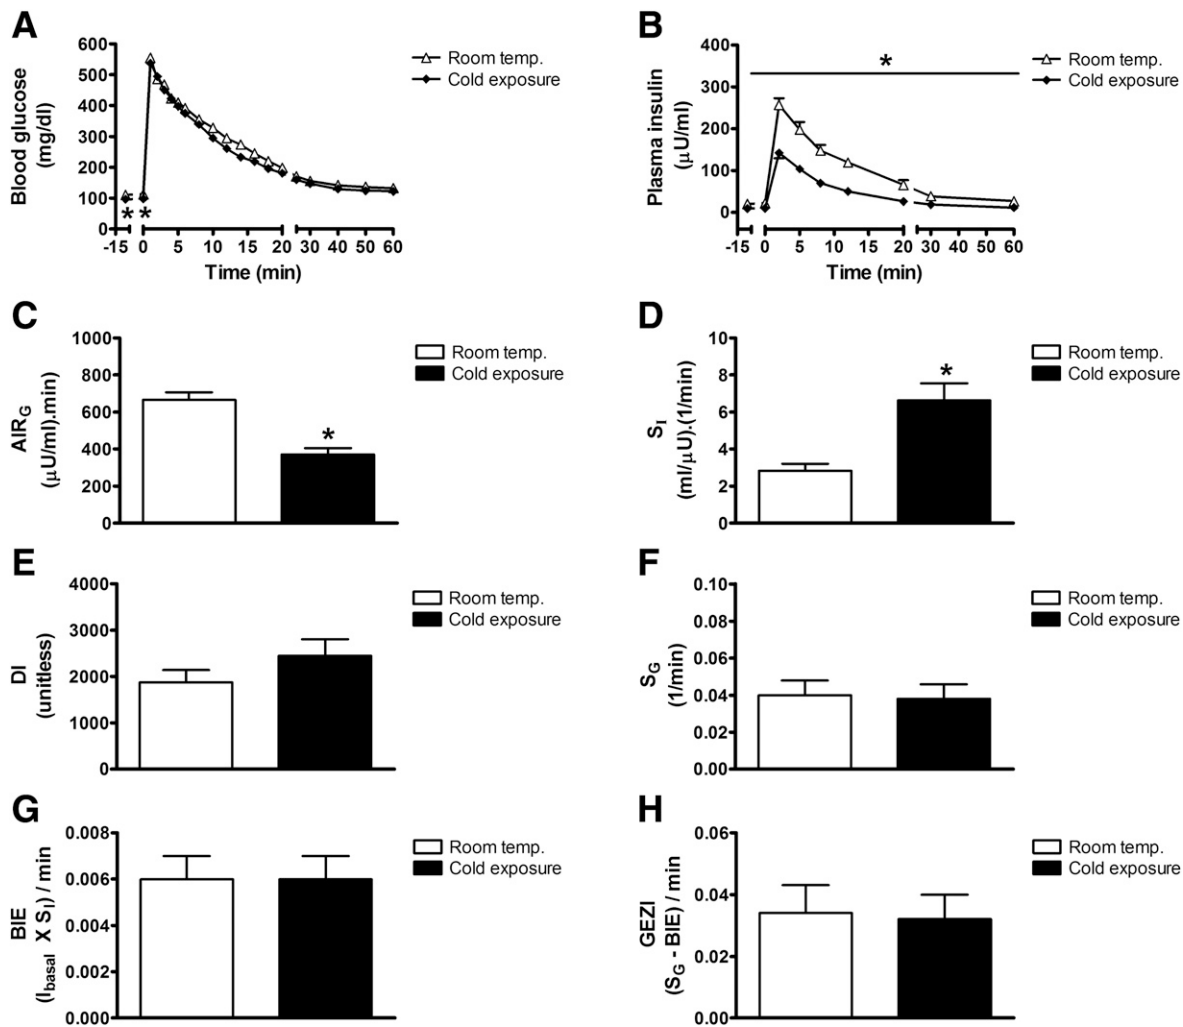 A
600
500
400
300
200
100
0
Blood glucose
(mg/dl)
* *
-15 0 5 10 15 20 30 40 50 60
Time (min)
Room temp.
Cold exposure
B
400
300
200
100
0
Plasma insulin
(μU/ml)
*
-15 0 5 10 15 20 30 40 50 60
Time (min)
Room temp.
Cold exposure
C
1000
800
600
400
200
0
AIRG
(μU/ml).min)
*
Room temp.
Cold exposure
D
10
8
6
4
2
0
SI
(ml/μU).(1/min)
*
Room temp.
Cold exposure
E
4000
3000
2000
1000
0
DI
(unitless)
Room temp.
Cold exposure
F
0.10
0.08
0.06
0.04
0.02
0.00
SG
(1/min)
Room temp.
Cold exposure
G
0.008
0.006
0.004
0.002
0.000
BIE
(Ibasal X SI) / min
Room temp.
Cold exposure
H
0.06
0.04
0.02
0.00
GEZI
(SG - BIE) / min
Room temp.
Cold exposure